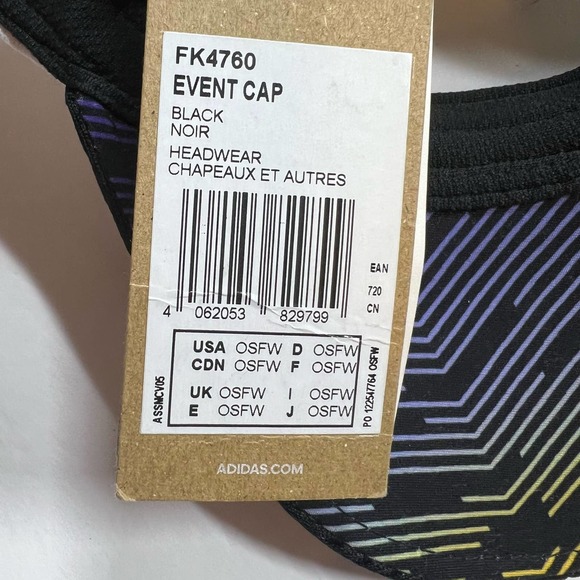 FK4760
EVENT CAP
BLACK
NOIR
HEADWEAR
CHAPEAUX ET AUTRES
EAN
720
CN
4 062053 829799
USA OSFW D OSFW
CDN OSFW F OSFW
UK OSFW I OSFW
E OSFW J OSFW
ASSMCV05
PO 122547764 OSFW
ADIDAS.COM